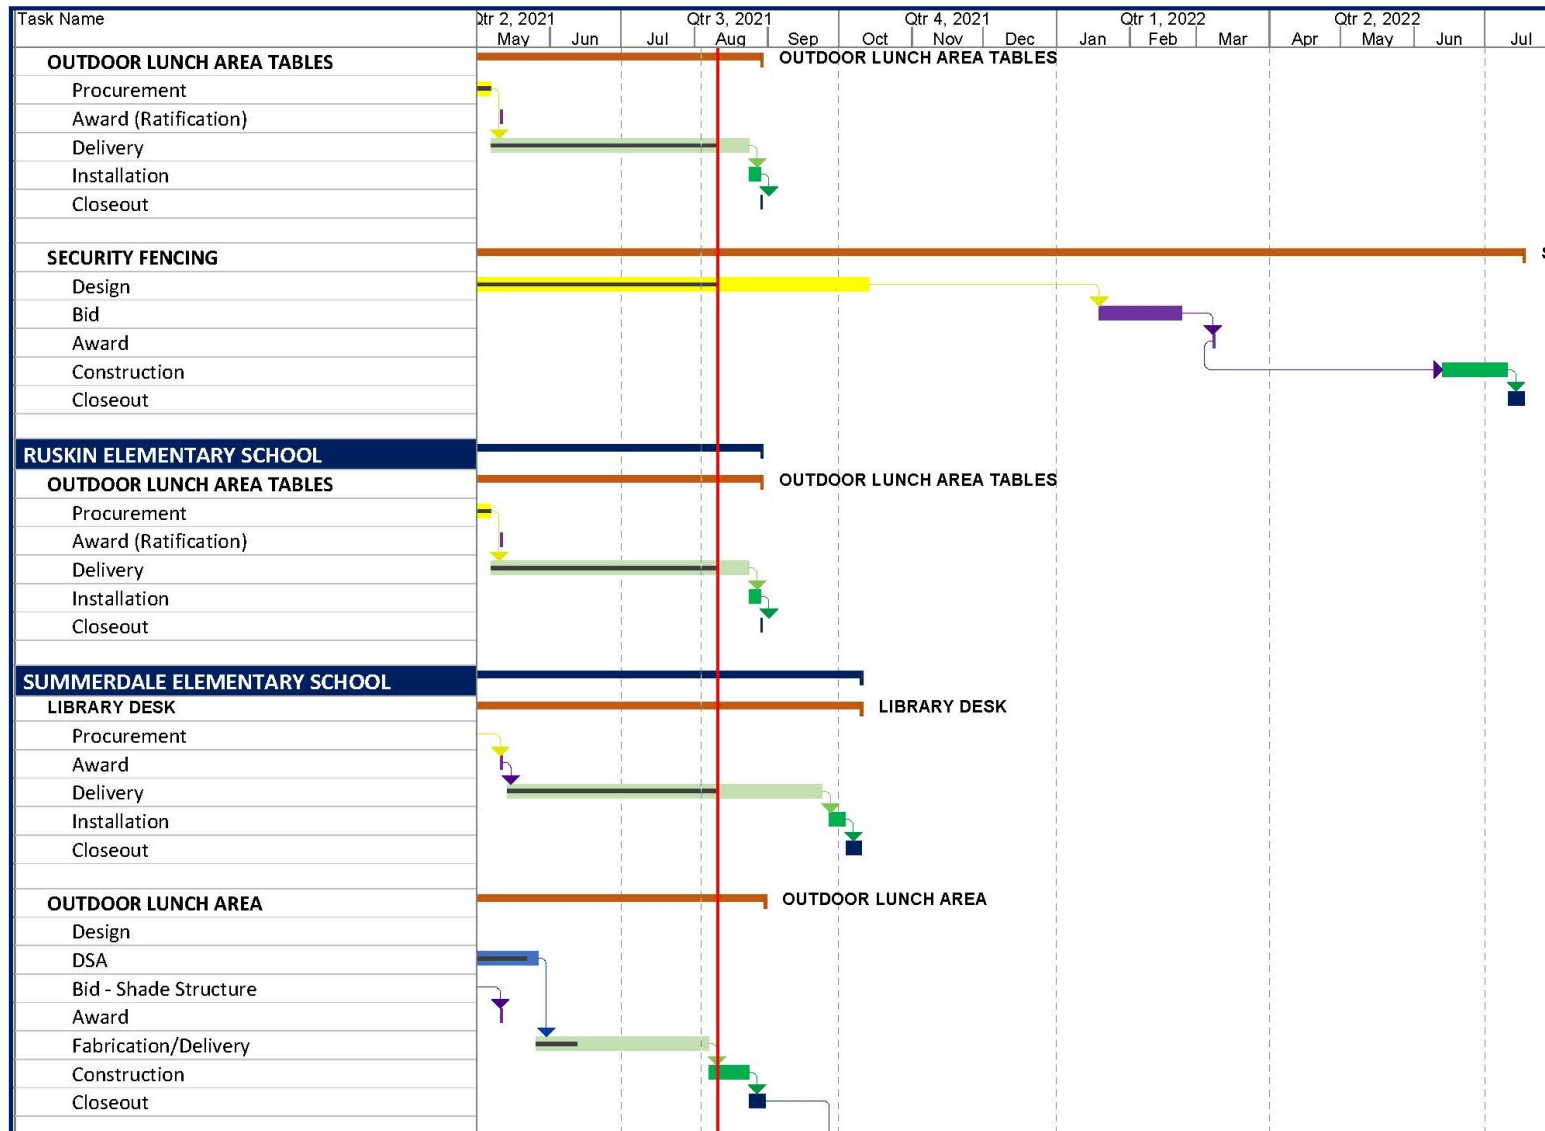 Task Name Qtr 2, 2021 Qtr 3, 2021 Qtr 4, 2021 Qtr 1, 2022 Qtr 2, 2022
May Jun Jul Aug Sep Oct Nov Dec Jan Feb Mar Apr May Jun Jul
OUTDOOR LUNCH AREA TABLES OUTDOOR LUNCH AREA TABLES
Procurement
Award (Ratification)
Delivery
Installation
Closeout
SECURITY FENCING
Design
Bid
Award
Construction
Closeout
RUSKIN ELEMENTARY SCHOOL
OUTDOOR LUNCH AREA TABLES OUTDOOR LUNCH AREA TABLES
Procurement
Award (Ratification)
Delivery
Installation
Closeout
SUMMERDALE ELEMENTARY SCHOOL
LIBRARY DESK LIBRARY DESK
Procurement
Award
Delivery
Installation
Closeout
OUTDOOR LUNCH AREA OUTDOOR LUNCH AREA
Design
DSA
Bid - Shade Structure
Award
Fabrication/Delivery
Construction
Closeout